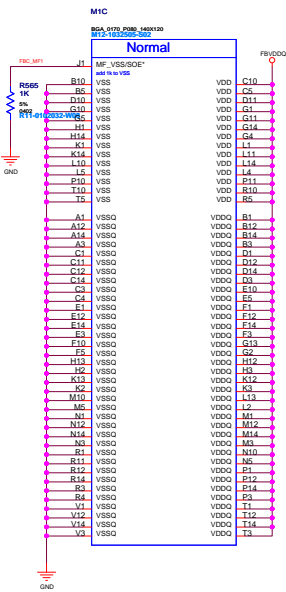 M1C
BGA_0170_P080_140X120
M12-1032505-S02
Normal
FBVDDQ
FBC_MF1
J1 MF_VSS/SOE*
add 1k to VSS
R565
1K
5%
0402
GND
B10 VSS VDD C10
B5 VSS VDD C5
D10 VSS VDD D11
G10 VSS VDD G1
G5 VSS VDD G11
H1 VSS VDD G14
H14 VSS VDD G4
K1 VSS VDD L1
K14 VSS VDD L11
L10 VSS VDD L14
L5 VSS VDD L4
P10 VSS VDD P11
T10 VSS VDD R10
T5 VSS VDD R5
A1 VSSQ VDDQ B1
A12 VSSQ VDDQ B12
A14 VSSQ VDDQ B14
A3 VSSQ VDDQ B3
C1 VSSQ VDDQ D1
C11 VSSQ VDDQ D12
C12 VSSQ VDDQ D14
C14 VSSQ VDDQ D3
C3 VSSQ VDDQ E10
C4 VSSQ VDDQ E5
E1 VSSQ VDDQ F1
E12 VSSQ VDDQ F12
E14 VSSQ VDDQ F14
E3 VSSQ VDDQ F3
F10 VSSQ VDDQ G13
F5 VSSQ VDDQ G2
H13 VSSQ VDDQ H12
H2 VSSQ VDDQ H3
K13 VSSQ VDDQ K12
K2 VSSQ VDDQ K3
M10 VSSQ VDDQ L13
M5 VSSQ VDDQ L2
N1 VSSQ VDDQ M1
N12 VSSQ VDDQ M12
N14 VSSQ VDDQ M14
N3 VSSQ VDDQ M3
R1 VSSQ VDDQ N10
R11 VSSQ VDDQ N5
R12 VSSQ VDDQ P1
R14 VSSQ VDDQ P12
R3 VSSQ VDDQ P14
R4 VSSQ VDDQ P3
V1 VSSQ VDDQ T1
V12 VSSQ VDDQ T12
V14 VSSQ VDDQ T14
V3 VSSQ VDDQ T3
GND